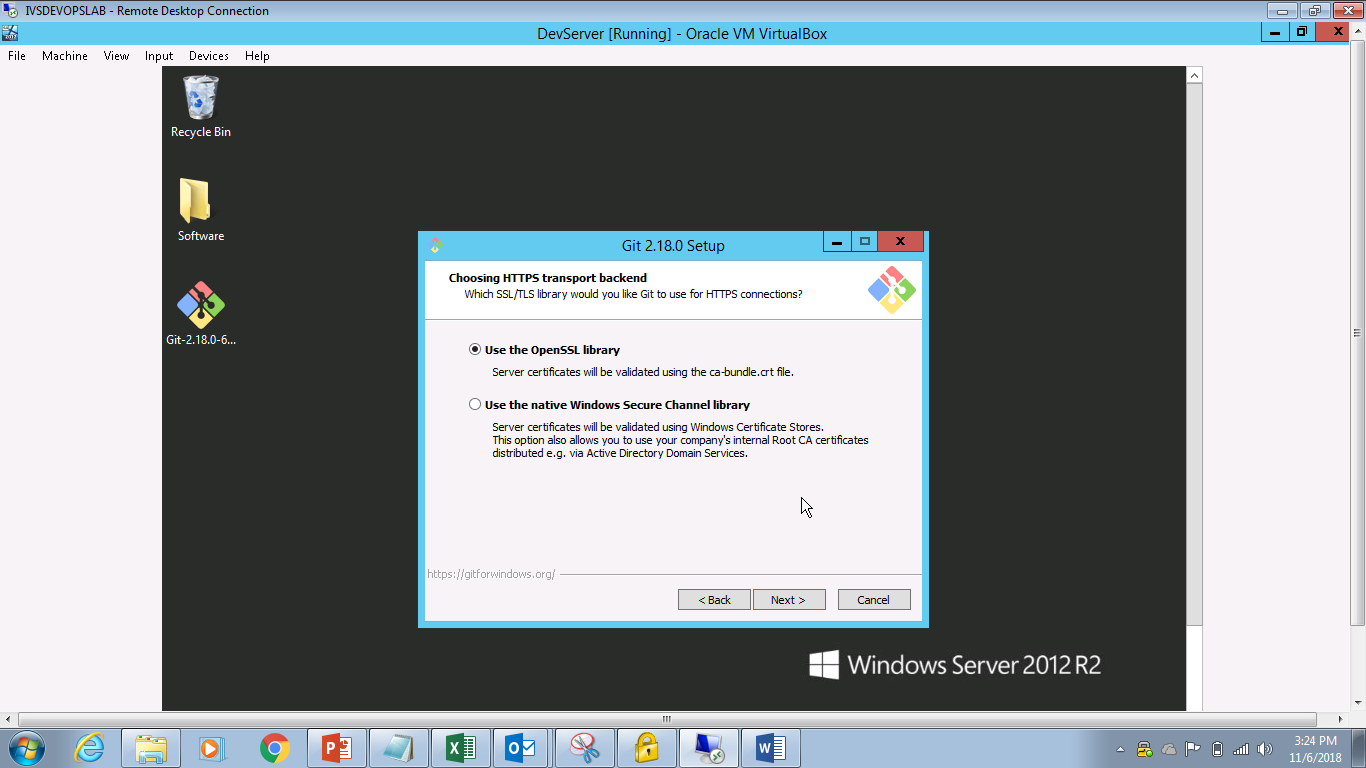 IVSDEVOPSLAB - Remote Desktop Connection
DevServer [Running] - Oracle VM VirtualBox
File Machine View Input Devices Help
Recycle Bin
Software
Git-2.18.0-6...
Git 2.18.0 Setup
Choosing HTTPS transport backend
Which SSL/TLS library would you like Git to use for HTTPS connections?
Use the OpenSSL library
Server certificates will be validated using the ca-bundle.crt file.
Use the native Windows Secure Channel library
Server certificates will be validated using Windows Certificate Stores.
This option also allows you to use your company's internal Root CA certificates
distributed e.g. via Active Directory Domain Services.
https://gitforwindows.org/
< Back Next > Cancel
Windows Server 2012 R2
3:24 PM
11/6/2018